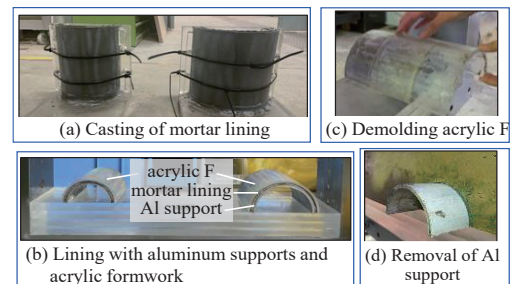 (a) Casting of mortar lining
(c) Demolding acrylic F
acrylic F
mortar lining
Al support
(b) Lining with aluminum supports and
acrylic formwork
(d) Removal of Al
support